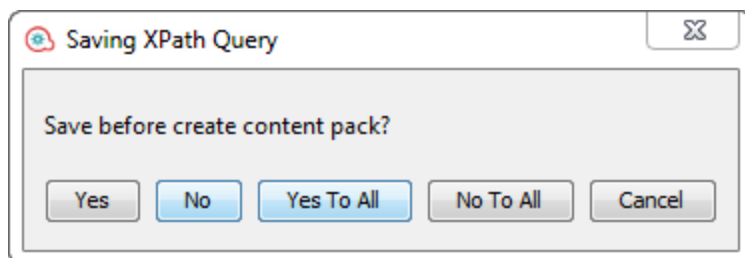 Saving XPath Query
Save before create content pack?
Yes No Yes To All No To All Cancel